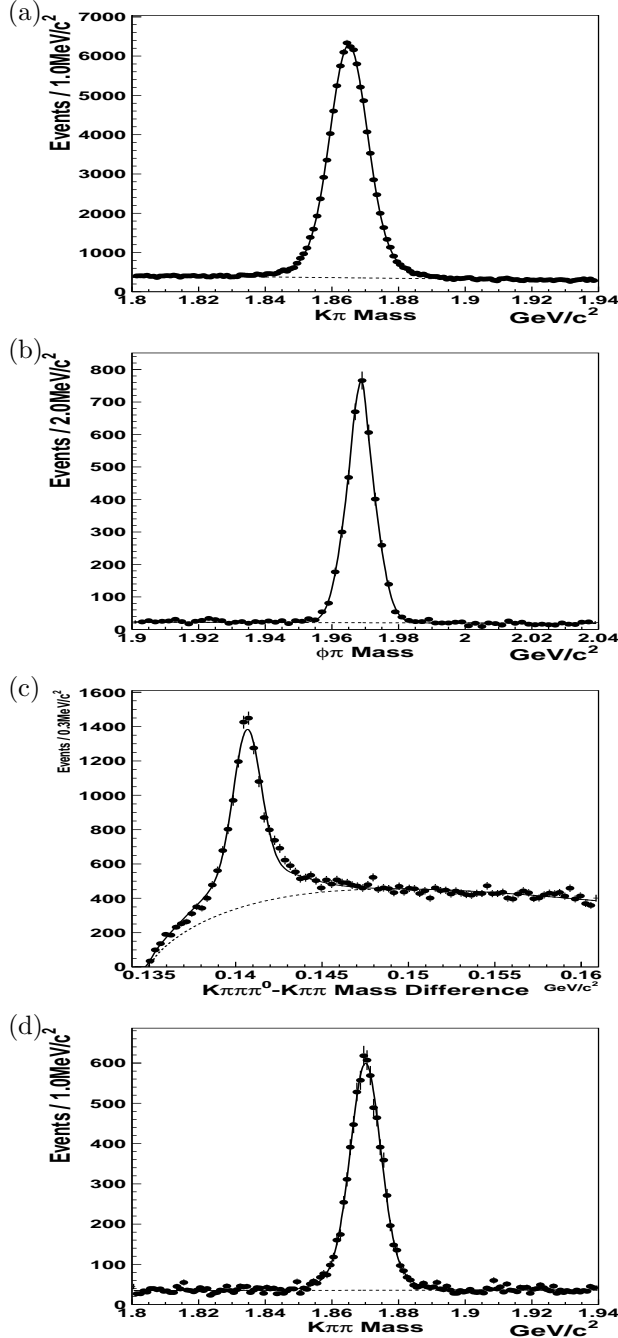 (a)
Events / 1.0MeV/c²
7000
6000
5000
4000
3000
2000
1000
0
1.8 1.82 1.84 1.86 1.88 1.9 1.92 1.94
Kπ Mass GeV/c²
(b)
Events / 2.0MeV/c²
800
700
600
500
400
300
200
100
0
1.9 1.92 1.94 1.96 1.98 2 2.02 2.04
ϕπ Mass GeV/c²
(c)
Events / 0.3MeV/c²
1600
1400
1200
1000
800
600
400
200
0
0.135 0.14 0.145 0.15 0.155 0.16
Kπππ⁰-Kππ Mass Difference GeV/c²
(d)
Events / 1.0MeV/c²
600
500
400
300
200
100
0
1.8 1.82 1.84 1.86 1.88 1.9 1.92 1.94
Kππ Mass GeV/c²